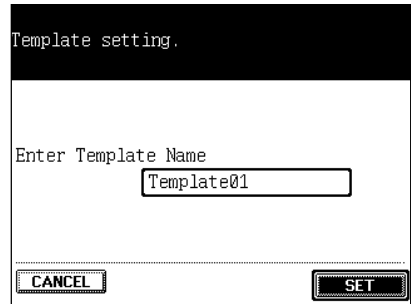 Template setting.
Enter Template Name
Template01
CANCEL
SET